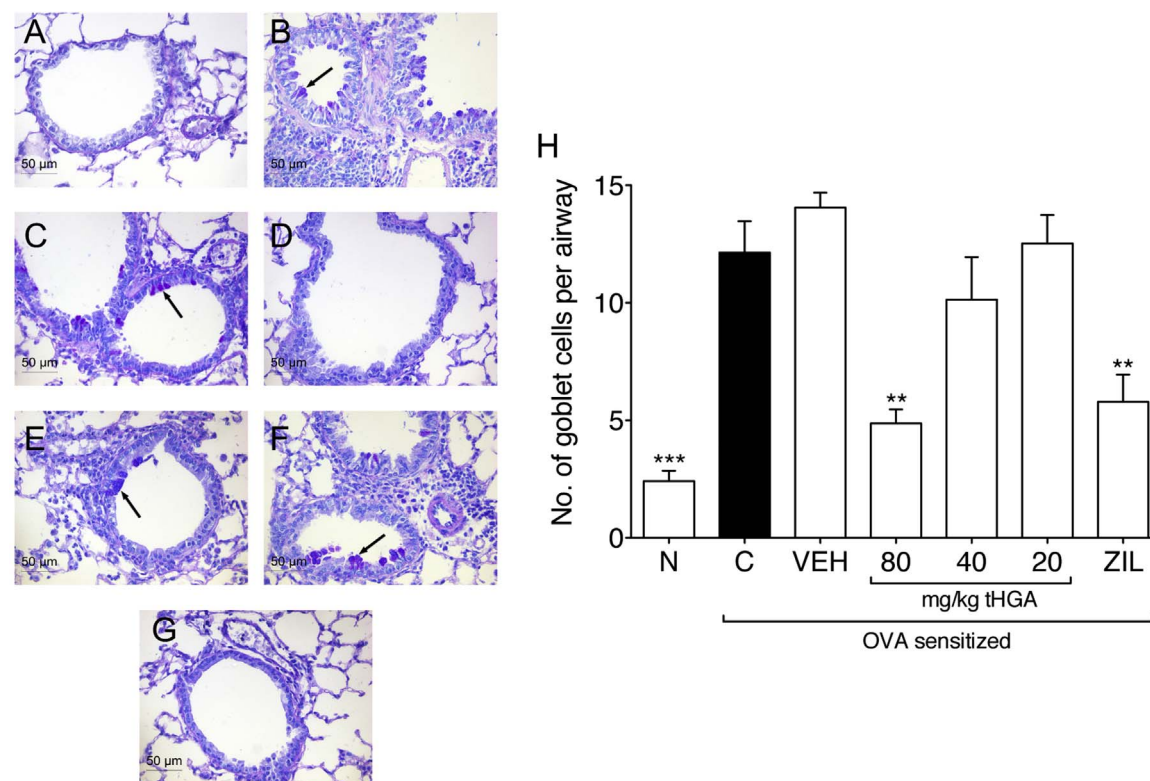 A
50 µm
B
50 µm
C
50 µm
D
50 µm
E
50 µm
F
50 µm
G
50 µm
H
No. of goblet cells per airway
15
10
5
0
***
**
**
N C VEH 80 40 20 ZIL
mg/kg tHGA
OVA sensitized